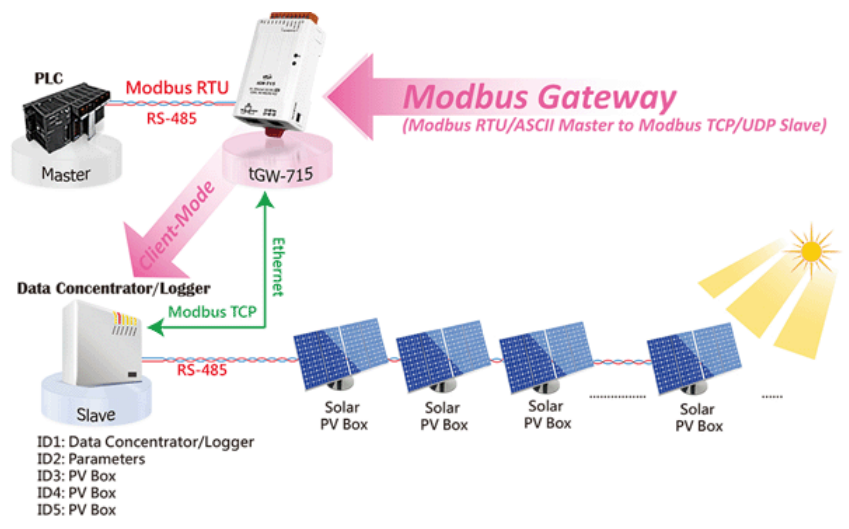 PLC
Modbus RTU
RS-485
Master
tGW-715
Modbus Gateway
(Modbus RTU/ASCII Master to Modbus TCP/UDP Slave)
Client-Mode
Ethernet
Data Concentrator/Logger
Modbus TCP
RS-485
Slave
Solar
PV Box
Solar
PV Box
Solar
PV Box
.................
Solar
PV Box
......
ID1: Data Concentrator/Logger
ID2: Parameters
ID3: PV Box
ID4: PV Box
ID5: PV Box